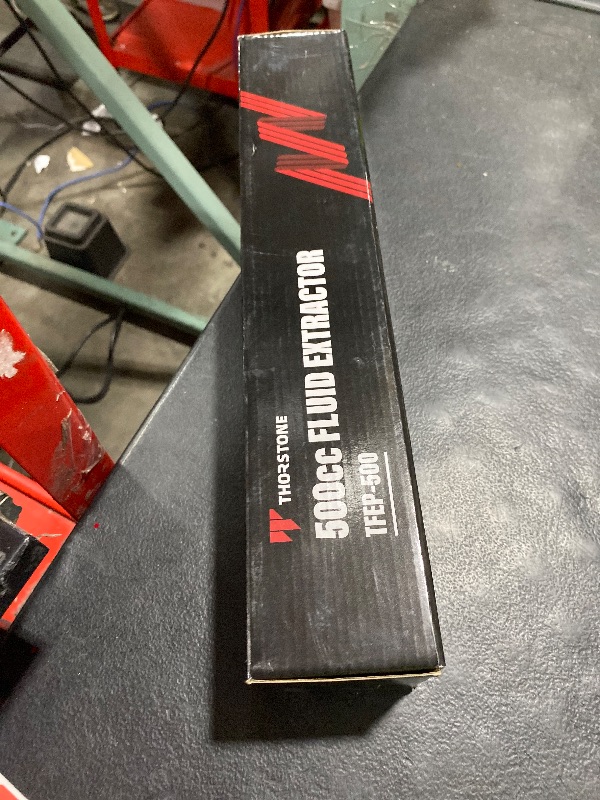 THORSTONE
500CC FLUID EXTRACTOR
TFEP-500